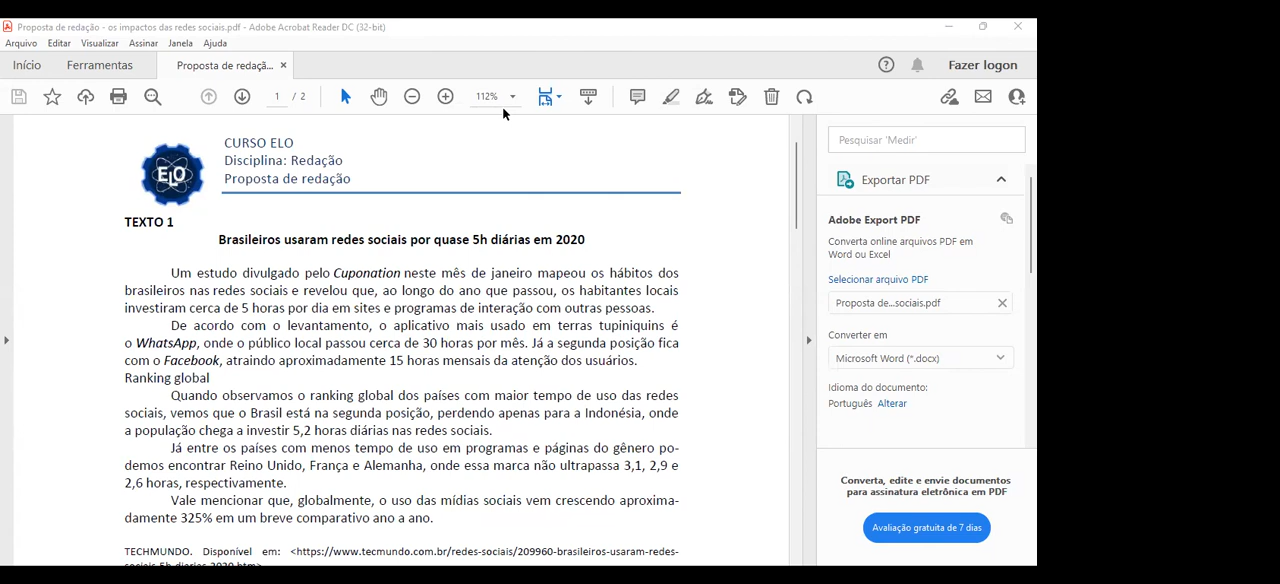 Proposta de redação - os impactos das redes sociais.pdf - Adobe Acrobat Reader DC (32-bit)
Arquivo Editar Visualizar Assinar Janela Ajuda
Início Ferramentas Proposta de redaçã... × Fazer logon
1 / 2 112%
Pesquisar 'Medir'
CURSO ELO
Disciplina: Redação
Proposta de redação
ELO
TEXTO 1
Brasileiros usaram redes sociais por quase 5h diárias em 2020
Um estudo divulgado pelo Cuponation neste mês de janeiro mapeou os hábitos dos
brasileiros nas redes sociais e revelou que, ao longo do ano que passou, os habitantes locais
investiram cerca de 5 horas por dia em sites e programas de interação com outras pessoas.
De acordo com o levantamento, o aplicativo mais usado em terras tupiniquins é
o WhatsApp, onde o público local passou cerca de 30 horas por mês. Já a segunda posição fica
com o Facebook, atraindo aproximadamente 15 horas mensais da atenção dos usuários.
Ranking global
Quando observamos o ranking global dos países com maior tempo de uso das redes
sociais, vemos que o Brasil está na segunda posição, perdendo apenas para a Indonésia, onde
a população chega a investir 5,2 horas diárias nas redes sociais.
Já entre os países com menos tempo de uso em programas e páginas do gênero po-
demos encontrar Reino Unido, França e Alemanha, onde essa marca não ultrapassa 3,1, 2,9 e
2,6 horas, respectivamente.
Vale mencionar que, globalmente, o uso das mídias sociais vem crescendo aproxima-
damente 325% em um breve comparativo ano a ano.
TECHMUNDO. Disponível em: <https://www.tecmundo.com.br/redes-sociais/209960-brasileiros-usaram-redes-
sociais-5h-diarias-2020.htm>
Exportar PDF
Adobe Export PDF
Converta online arquivos PDF em
Word ou Excel
Selecionar arquivo PDF
Proposta de...sociais.pdf
Converter em
Microsoft Word (*.docx)
Idioma do documento:
Português Alterar
Converta, edite e envie documentos
para assinatura eletrônica em PDF
Avaliação gratuita de 7 dias